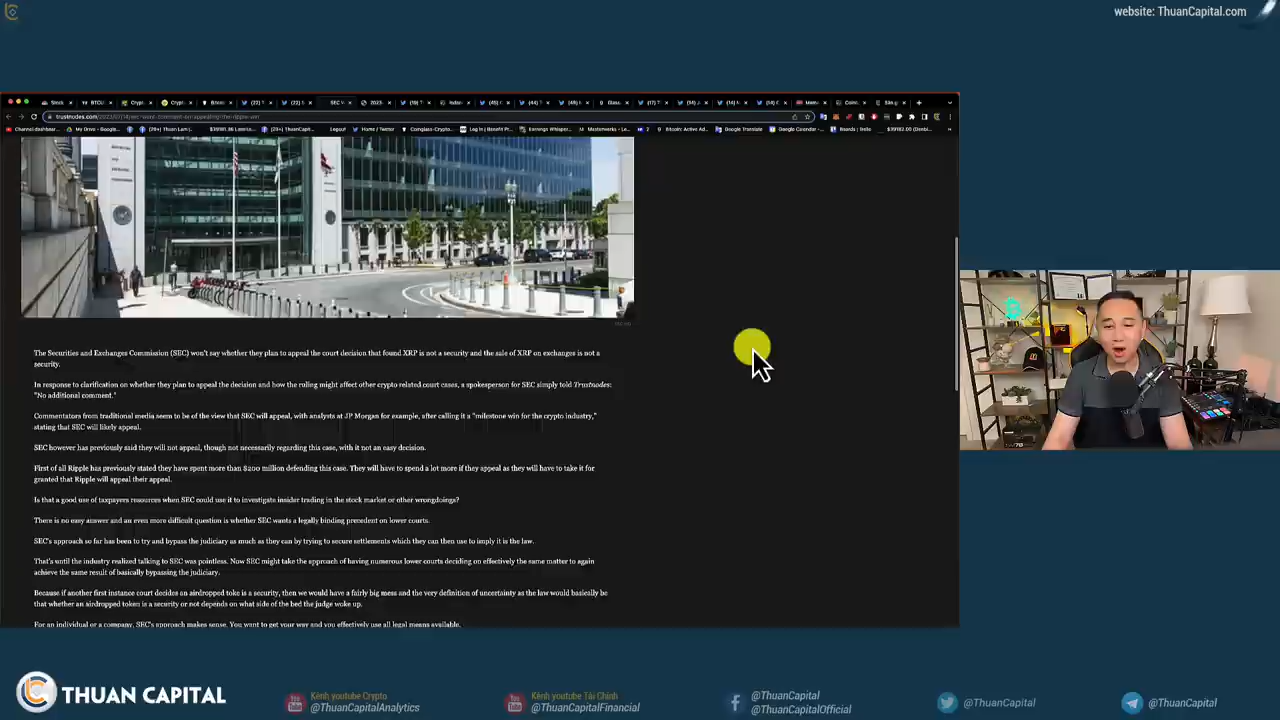 website: ThuanCapital.com
The Securities and Exchanges Commission (SEC) won't say whether they plan to appeal the court decision that found XRP is not a security and the sale of XRP on exchanges is not a
security.
In response to clarification on whether they plan to appeal the decision and how the ruling might affect other crypto related court cases, a spokesperson for SEC simply told Trustnodes:
"No additional comment."
Commentators from traditional media seem to be of the view that SEC will appeal, with analysts at JP Morgan for example, after calling it a "milestone win for the crypto industry,"
stating that SEC will likely appeal.
SEC however has previously said they will not appeal, though not necessarily regarding this case, with it not an easy decision.
First of all Ripple has previously stated they have spent more than $200 million defending this case. They will have to spend a lot more if they appeal as they will have to take it for
granted that Ripple will appeal their appeal.
Is that a good use of taxpayers resources when SEC could use it to investigate insider trading in the stock market or other wrongdoings?
There is no easy answer and an even more difficult question is whether SEC wants a legally binding precedent on lower courts.
SEC's approach so far has been to try and bypass the judiciary as much as they can by trying to secure settlements which they can then use to imply it is the law.
That's until the industry realized talking to SEC was pointless. Now SEC might take the approach of having numerous lower courts deciding on effectively the same matter to again
achieve the same result of basically bypassing the judiciary.
Because if another first instance court decides an airdropped toke is a security, then we would have a fairly big mess and the very definition of uncertainty as the law would basically be
that whether an airdropped token is a security or not depends on what side of the bed the judge woke up.
For an individual or a company, SEC's approach makes sense. You want to get your way and you effectively use all legal means available.
THUAN CAPITAL
Kênh youtube Crypto
@ThuanCapitalAnalytics
Kênh youtube Tài Chính
@ThuanCapitalFinancial
@ThuanCapital
@ThuanCapitalOfficial
@ThuanCapital
@ThuanCapital